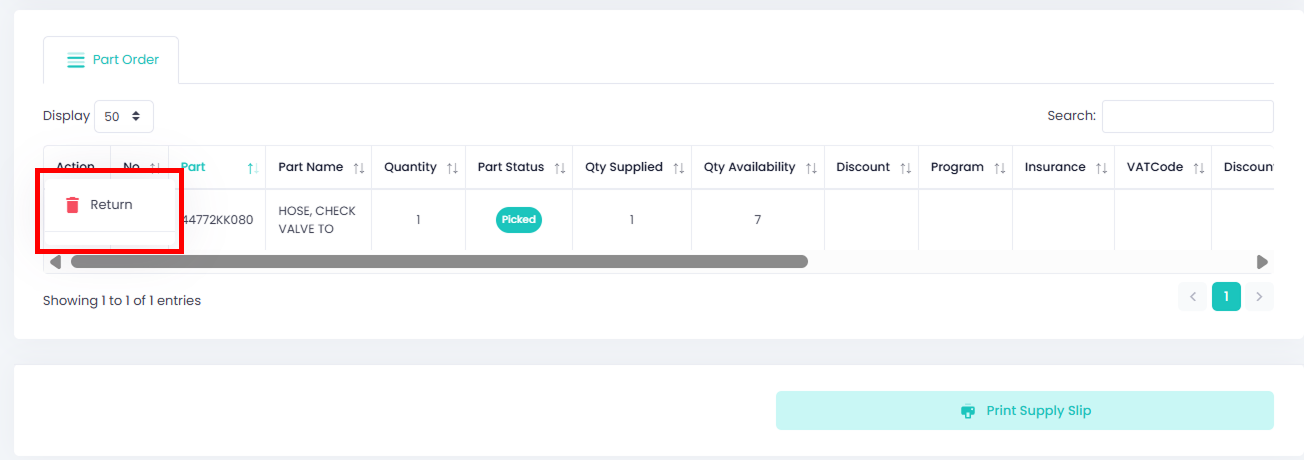 Part Order
Display 50
Search:
Action No Part Part Name Quantity Part Status Qty Supplied Qty Availability Discount Program Insurance VATCode Discoun
Return
44772KK080 HOSE, CHECK VALVE TO 1 Picked 1 7
Showing 1 to 1 of 1 entries
1
Print Supply Slip